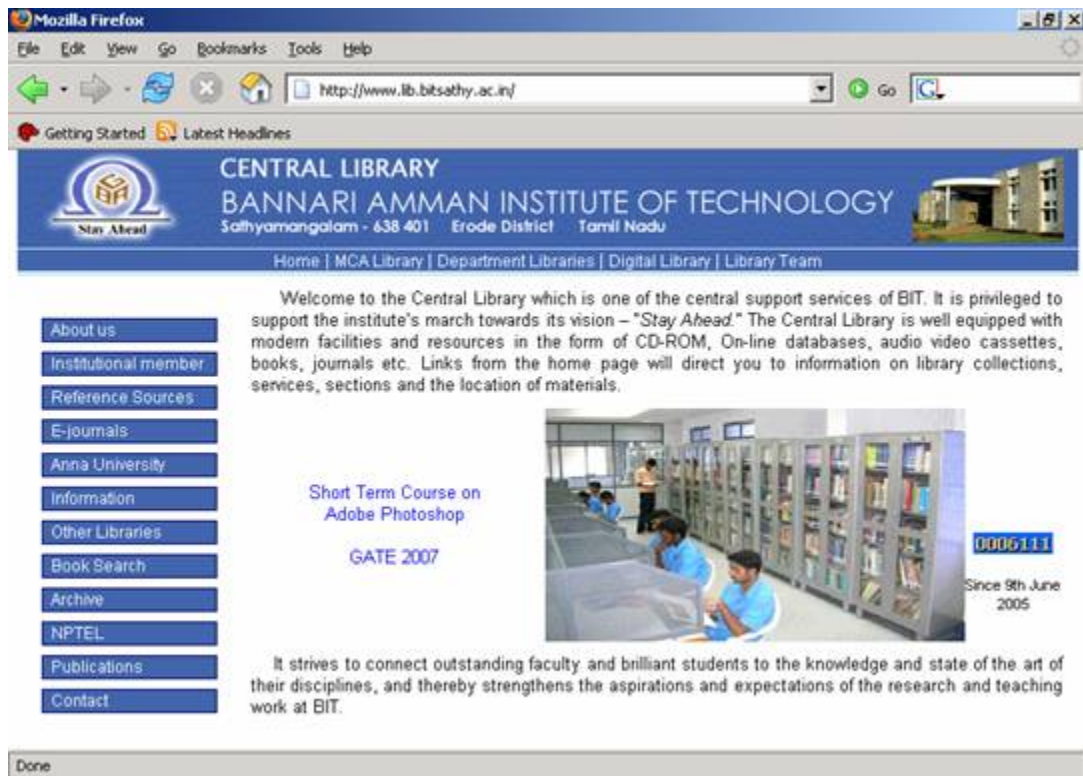 Mozilla Firefox
File Edit View Go Bookmarks Tools Help
http://www.lib.bitsathy.ac.in/
Go
G
Getting Started Latest Headlines
Stay Ahead
CENTRAL LIBRARY
BANNARI AMMAN INSTITUTE OF TECHNOLOGY
Sathyamangalam - 638 401 Erode District Tamil Nadu
Home | MCA Library | Department Libraries | Digital Library | Library Team
About us
Institutional member
Reference Sources
E-journals
Anna University
Information
Other Libraries
Book Search
Archive
NPTEL
Publications
Contact
Welcome to the Central Library which is one of the central support services of BIT. It is privileged to
support the institute's march towards its vision – "Stay Ahead." The Central Library is well equipped with
modern facilities and resources in the form of CD-ROM, On-line databases, audio video cassettes,
books, journals etc. Links from the home page will direct you to information on library collections,
services, sections and the location of materials.
Short Term Course on
Adobe Photoshop
GATE 2007
0006111
Since 9th June
2005
It strives to connect outstanding faculty and brilliant students to the knowledge and state of the art of
their disciplines, and thereby strengthens the aspirations and expectations of the research and teaching
work at BIT.
Done